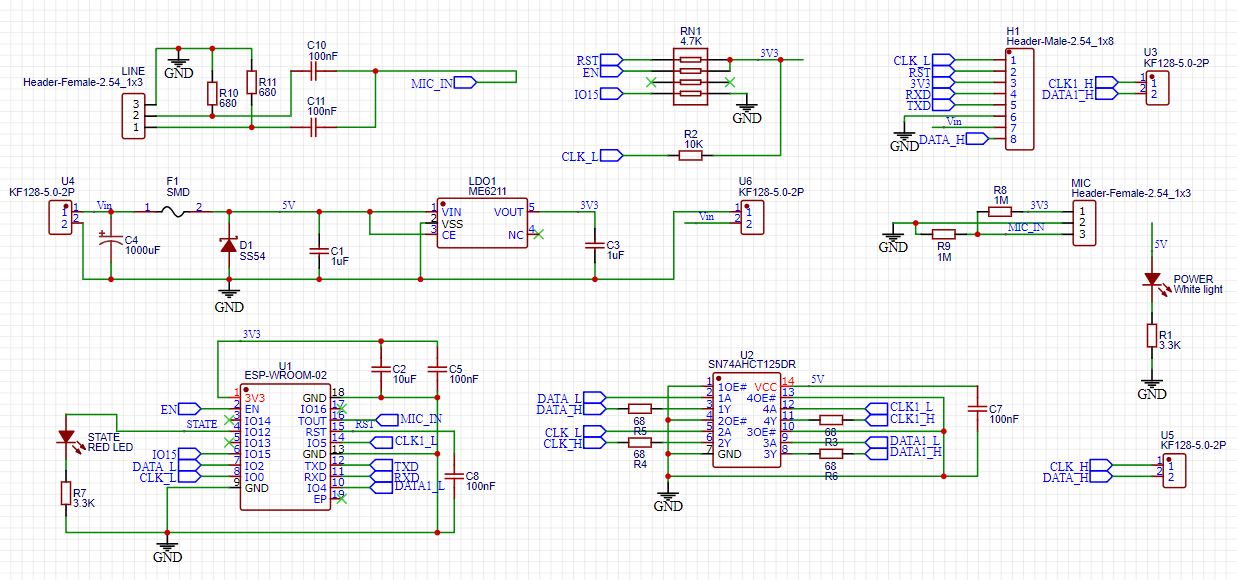 LINE
Header-Female-2.54_1x3
3
2
1
GND
R10
680
R11
680
C10
100nF
C11
100nF
MIC_IN
RN1
4.7K
RST
EN
IO15
3V3
GND
R2
10K
CLK_L
H1
Header-Male-2.54_1x8
CLK_L
RST
3V3
RXD
TXD
GND
Vin
DATA_H
1
2
3
4
5
6
7
8
U3
KF128-5.0-2P
CLK1_H
DATA1_H
1
2
1
2
U4
KF128-5.0-2P
1
2
1
2
Vin
C4
1000uF
F1
SMD
1
2
D1
SS54
GND
5V
C1
1uF
LDO1
ME6211
1 VIN
2 VSS
3 CE
VOUT 5
NC 4
3V3
C3
1uF
U6
KF128-5.0-2P
Vin
1
2
1
2
MIC
Header-Female-2.54_1x3
R8
1M
3V3
MIC_IN
R9
1M
GND
1
2
3
5V
POWER
White light
R1
3.3K
GND
3V3
U1
ESP-WROOM-02
C2
10uF
C5
100nF
1 3V3
2 EN
3 IO14
4 IO12
5 IO13
6 IO15
7 IO2
8 IO0
9 GND
GND 18
IO16 17
TOUT 16
RST 15
IO5 14
GND 13
TXD 12
RXD 11
IO4 10
EP 19
EN
STATE
IO15
DATA_L
CLK_L
MIC_IN
RST
CLK1_L
TXD
RXD
DATA1_L
C8
100nF
STATE
RED LED
R7
3.3K
GND
U2
SN74AHCT125DR
1 1OE#
2 1A
3 1Y
4 2OE#
5 2A
6 2Y
7 GND
VCC 14
4OE# 13
4A 12
4Y 11
3OE# 10
3A 9
3Y 8
5V
DATA_L
DATA_H
68
R5
CLK_L
CLK_H
68
R4
CLK1_L
CLK1_H
68
R3
DATA1_L
DATA1_H
68
R6
C7
100nF
GND
U5
KF128-5.0-2P
CLK_H
DATA_H
1
2
1
2